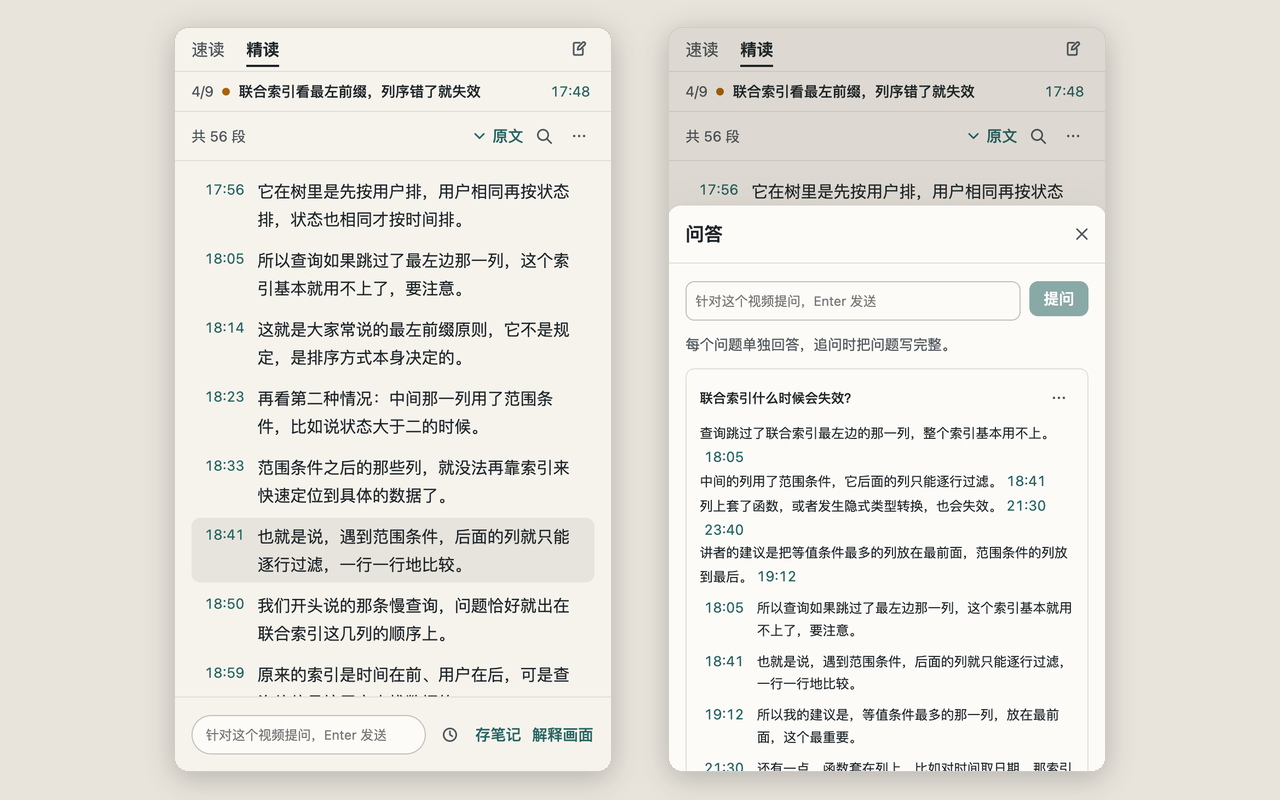 速读 精读
4/9 联合索引看最左前缀，列序错了就失效 17:48
共 56 段 原文
17:56 它在树里是先按用户排，用户相同再按状态
排，状态也相同才按时间排。
18:05 所以查询如果跳过了最左边那一列，这个索
引基本就用不上了，要注意。
18:14 这就是大家常说的最左前缀原则，它不是规
定，是排序方式本身决定的。
18:23 再看第二种情况：中间那一列用了范围条
件，比如说状态大于二的时候。
18:33 范围条件之后的那些列，就没法再靠索引来
快速定位到具体的数据了。
18:41 也就是说，遇到范围条件，后面的列就只能
逐行过滤，一行一行地比较。
18:50 我们开头说的那条慢查询，问题恰好就出在
联合索引这几列的顺序上。
18:59 原来的索引是时间在前、用户在后，可是查
针对这个视频提问，Enter 发送 存笔记 解释画面
速读 精读
4/9 联合索引看最左前缀，列序错了就失效 17:48
共 56 段 原文
17:56 它在树里是先按用户排，用户相同再按状态
问答
针对这个视频提问，Enter 发送 提问
每个问题单独回答，追问时把问题写完整。
联合索引什么时候会失效?
查询跳过了联合索引最左边的那一列，整个索引基本用不上。
18:05
中间的列用了范围条件，它后面的列只能逐行过滤。 18:41
列上套了函数，或者发生隐式类型转换，也会失效。 21:30
23:40
讲者的建议是把等值条件最多的列放在最前面，范围条件的列放
到最后。 19:12
18:05 所以查询如果跳过了最左边那一列，这个索引基本就用
不上了，要注意。
18:41 也就是说，遇到范围条件，后面的列就只能逐行过滤，
一行一行地比较。
19:12 所以我的建议是，等值条件最多的那一列，放在最前
面，这个最重要。
21:30 还有一点，函数套在列上，比如对时间取日期，那索引